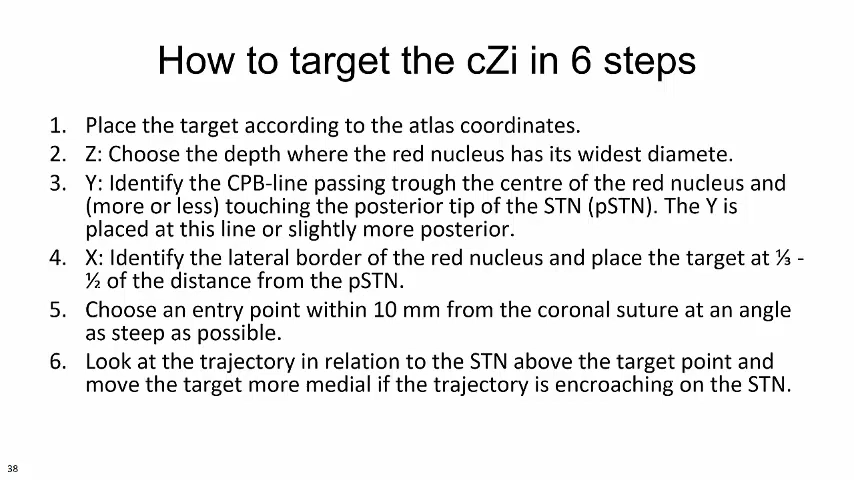 How to target the cZi in 6 steps
1. Place the target according to the atlas coordinates.
2. Z: Choose the depth where the red nucleus has its widest diamete.
3. Y: Identify the CPB-line passing trough the centre of the red nucleus and
(more or less) touching the posterior tip of the STN (pSTN). The Y is
placed at this line or slightly more posterior.
4. X: Identify the lateral border of the red nucleus and place the target at ⅓ -
½ of the distance from the pSTN.
5. Choose an entry point within 10 mm from the coronal suture at an angle
as steep as possible.
6. Look at the trajectory in relation to the STN above the target point and
move the target more medial if the trajectory is encroaching on the STN.
38